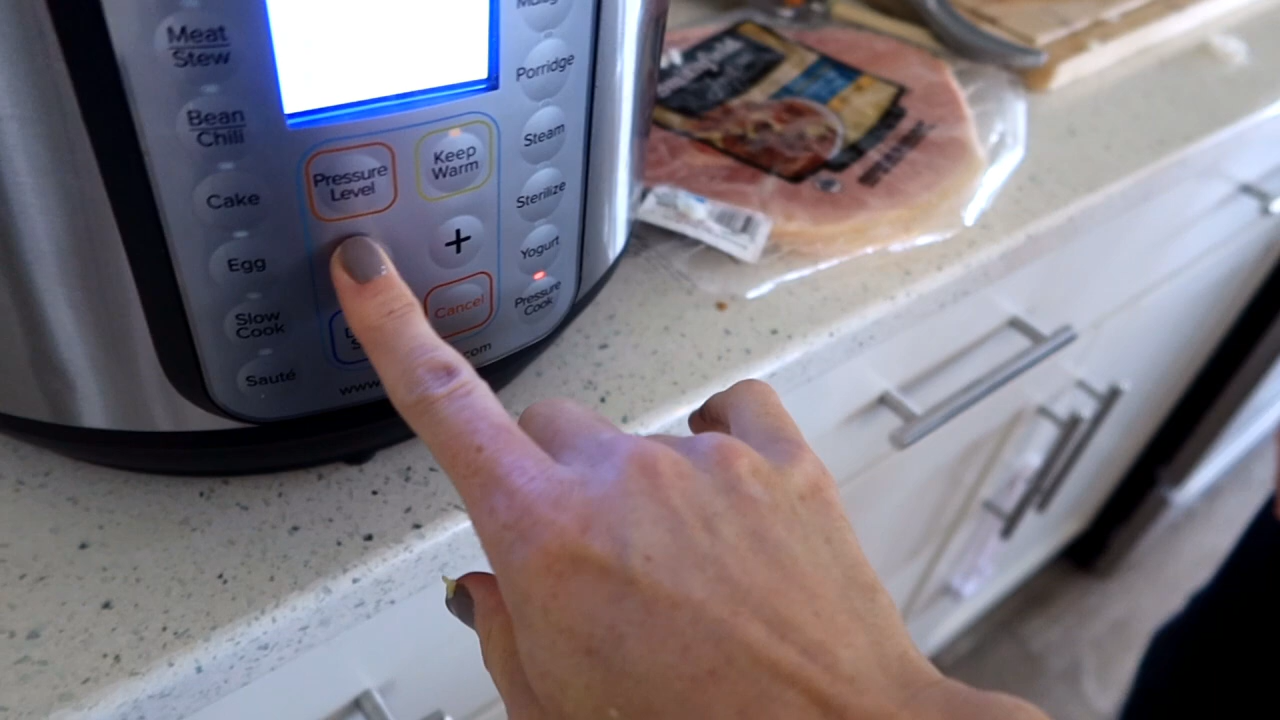 Meat
Stew
Bean
Chili
Cake
Egg
Slow
Cook
Sauté
Pressure
Level
Keep
Warm
+
Cancel
www
com
Porridge
Steam
Sterilize
Yogurt
Pressure
Cook